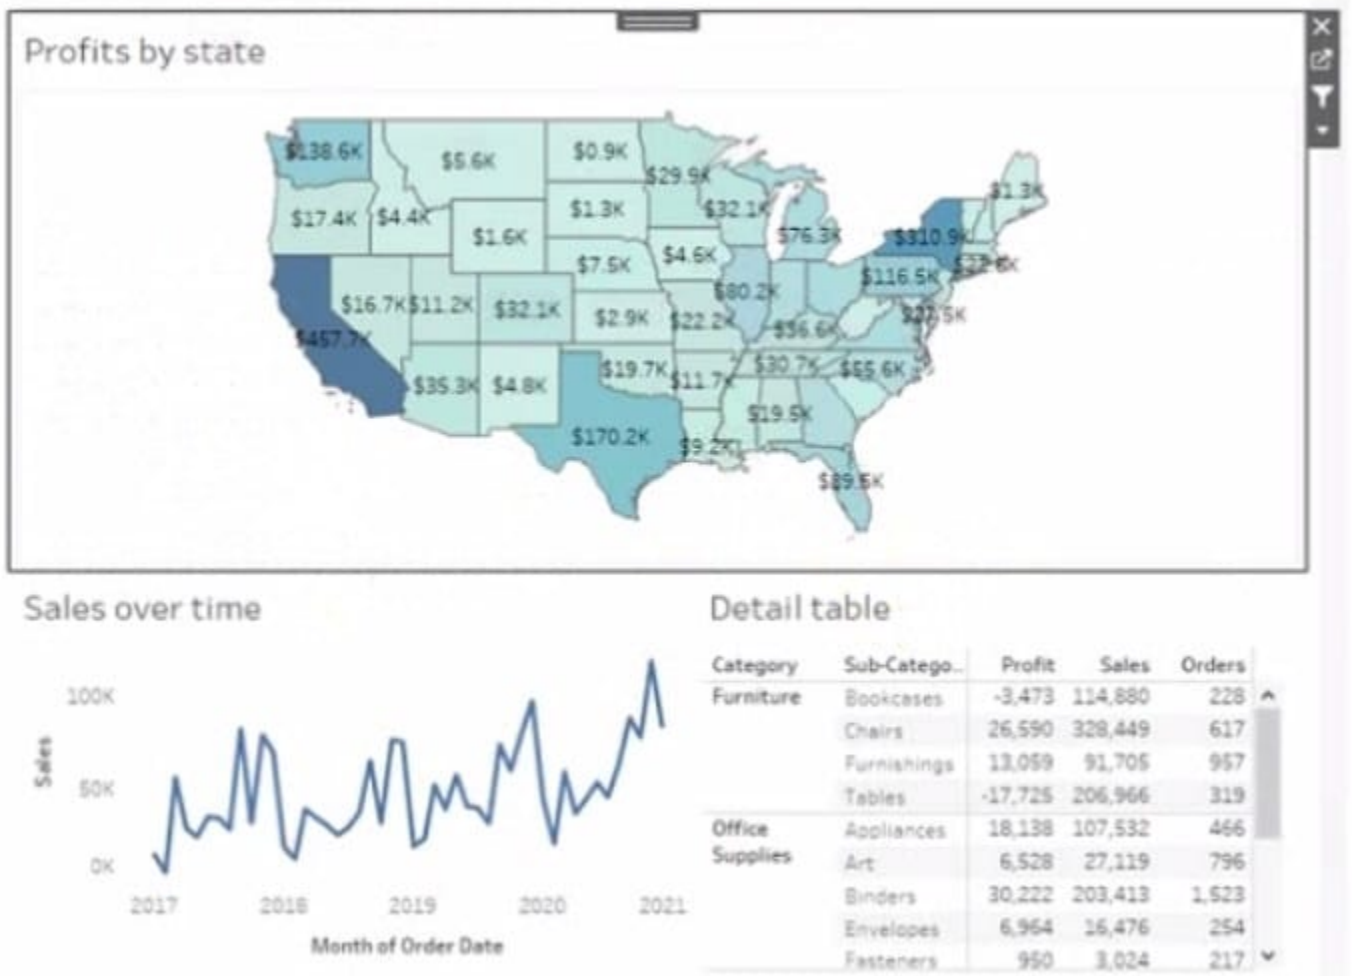 Profits by state
$138.6K
$5.6K
$0.9K
$29.9K
$1.3K
$17.4K
$4.4K
$1.6K
$1.3K
$32.1K
$76.3K
$310.9K
$7.5K
$4.6K
$116.5K
$16.7K
$11.2K
$32.1K
$2.9K
$22.2K
$80.2K
$36.6K
$457.7K
$35.3K
$4.8K
$19.7K
$11.7K
$30.7K
$55.6K
$170.2K
$9.2K
$19.5K
$89.5K
Sales over time
100K
50K
0K
Sales
2017 2018 2019 2020 2021
Month of Order Date
Detail table
Category Sub-Catego.. Profit Sales Orders
Furniture Bookcases -3,473 114,880 228
Chairs 26,590 328,449 617
Furnishings 13,059 91,705 957
Tables -17,725 206,966 319
Office Supplies Appliances 18,138 107,532 466
Art 6,528 27,119 796
Binders 30,222 203,413 1,523
Envelopes 6,964 16,476 254
Fasteners 950 3,024 217